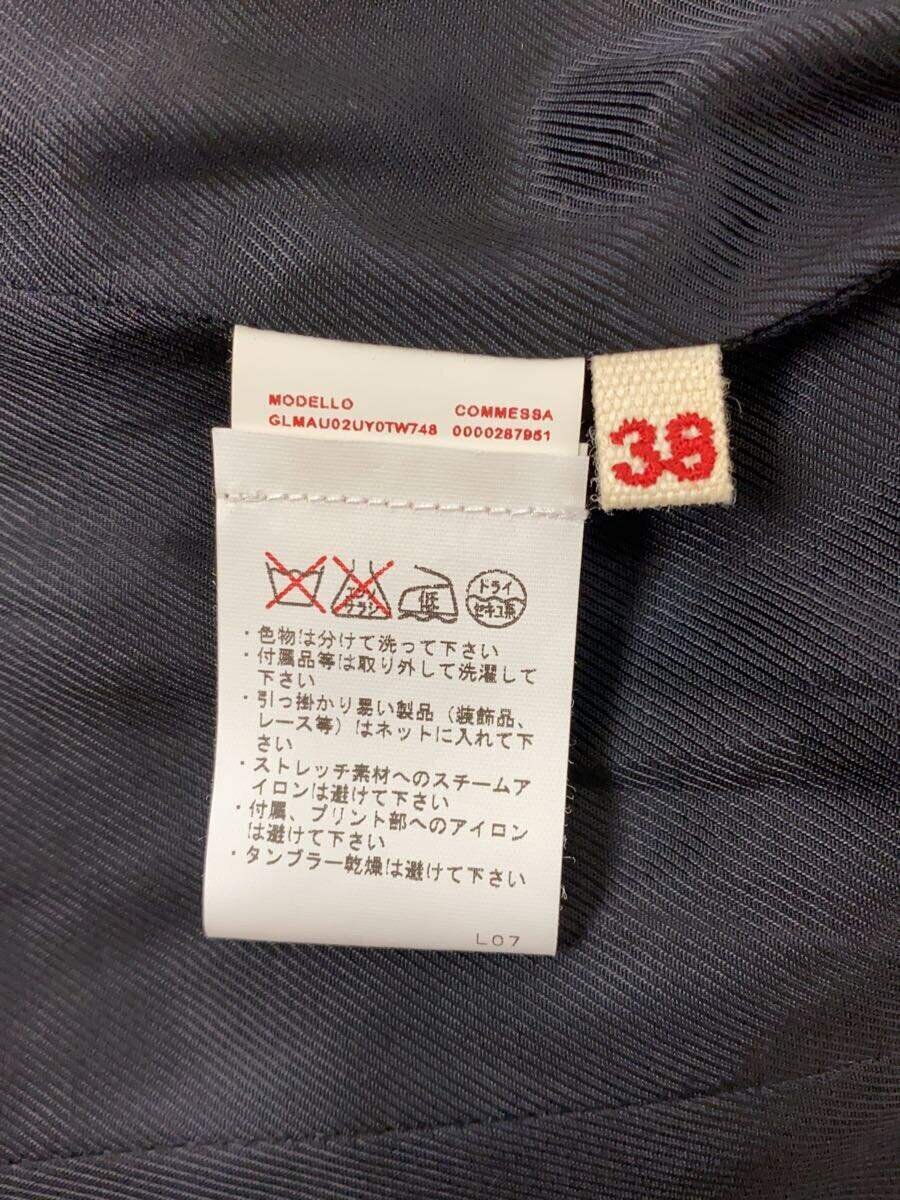 MODELLO COMMESSA
GLMAU02UY0TW748 0000287951
38
エンソ
サラシ
低
ドライ
セキユ系
・色物は分けて洗って下さい
・付属品等は取り外して洗濯して
下さい
・引っ掛かり易い製品（装飾品、
レース等）はネットに入れて下
さい
・ストレッチ素材へのスチームア
イロンは避けて下さい
・付属、プリント部へのアイロン
は避けて下さい
・タンブラー乾燥は避けて下さい
L07